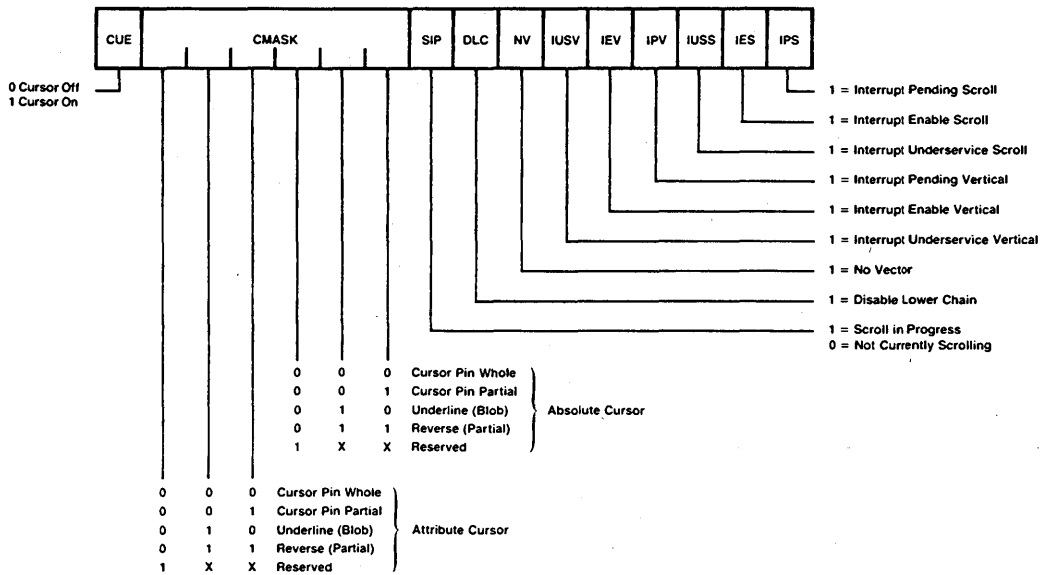 CUE CMASK SIP DLC NV IUSV IEV IPV IUSS IES IPS
0 Cursor Off
1 Cursor On
1 = Interrupt Pending Scroll
1 = Interrupt Enable Scroll
1 = Interrupt Underservice Scroll
1 = Interrupt Pending Vertical
1 = Interrupt Enable Vertical
1 = Interrupt Underservice Vertical
1 = No Vector
1 = Disable Lower Chain
1 = Scroll in Progress
0 = Not Currently Scrolling
0 0 0 Cursor Pin Whole
0 0 1 Cursor Pin Partial
0 1 0 Underline (Blob)
0 1 1 Reverse (Partial)
1 X X Reserved
Absolute Cursor
0 0 0 Cursor Pin Whole
0 0 1 Cursor Pin Partial
0 1 0 Underline (Blob)
0 1 1 Reverse (Partial)
1 X X Reserved
Attribute Cursor